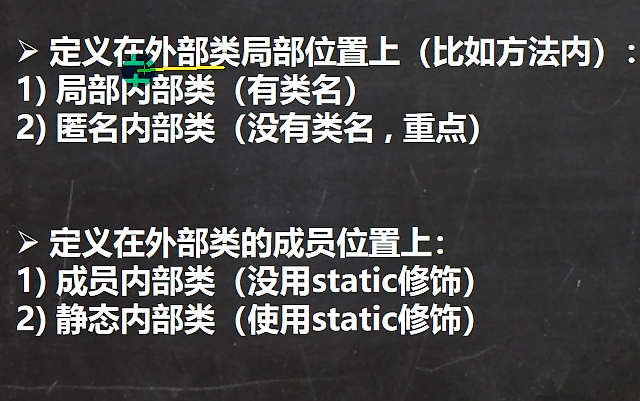 ➢ 定义在外部类局部位置上（比如方法内）:
1) 局部内部类（有类名）
2) 匿名内部类（没有类名，重点）
➢ 定义在外部类的成员位置上:
1) 成员内部类（没用static修饰）
2) 静态内部类（使用static修饰）